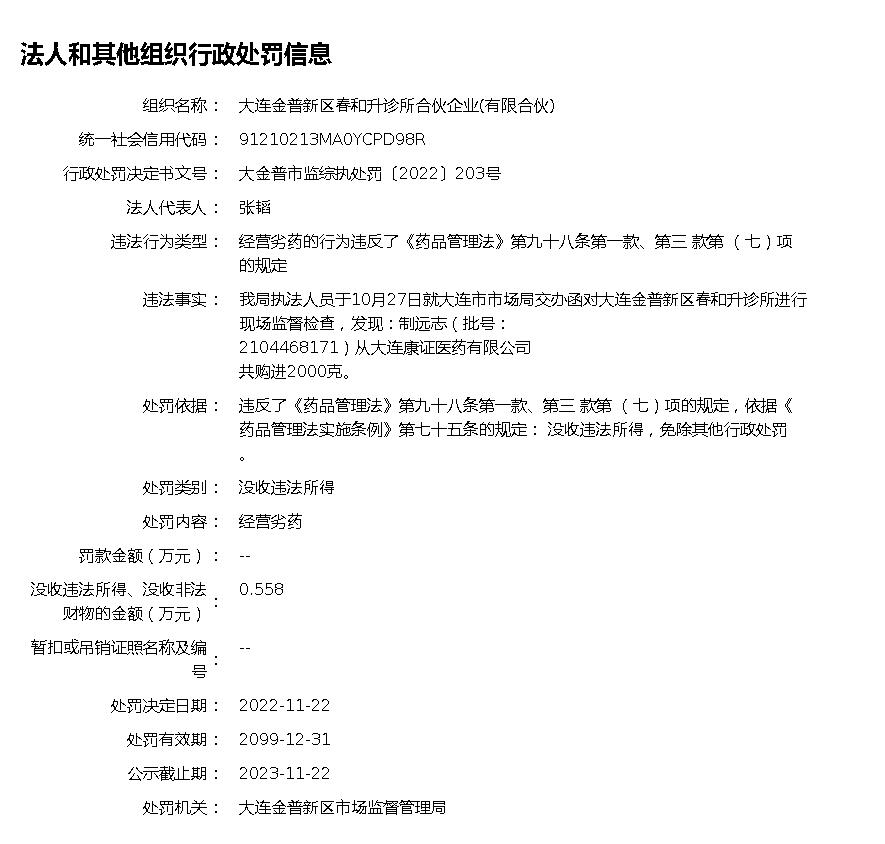 法人和其他组织行政处罚信息
组织名称： 大连金普新区春和升诊所合伙企业(有限合伙)
统一社会信用代码： 91210213MA0YCPD98R
行政处罚决定书文号： 大金普市监综执处罚〔2022〕203号
法人代表人： 张韬
违法行为类型： 经营劣药的行为违反了《药品管理法》第九十八条第一款、第三 款第 （七）项
的规定
违法事实： 我局执法人员于10月27日就大连市市场局交办函对大连金普新区春和升诊所进行
现场监督检查，发现：制远志（批号：
2104468171）从大连康证医药有限公司
共购进2000克。
处罚依据： 违反了《药品管理法》第九十八条第一款、第三 款第 （七）项的规定，依据《
药品管理法实施条例》第七十五条的规定： 没收违法所得，免除其他行政处罚
。
处罚类别： 没收违法所得
处罚内容： 经营劣药
罚款金额（万元）： --
没收违法所得、没收非法
财物的金额（万元）： 0.558
暂扣或吊销证照名称及编
号： --
处罚决定日期： 2022-11-22
处罚有效期： 2099-12-31
公示截止期： 2023-11-22
处罚机关： 大连金普新区市场监督管理局